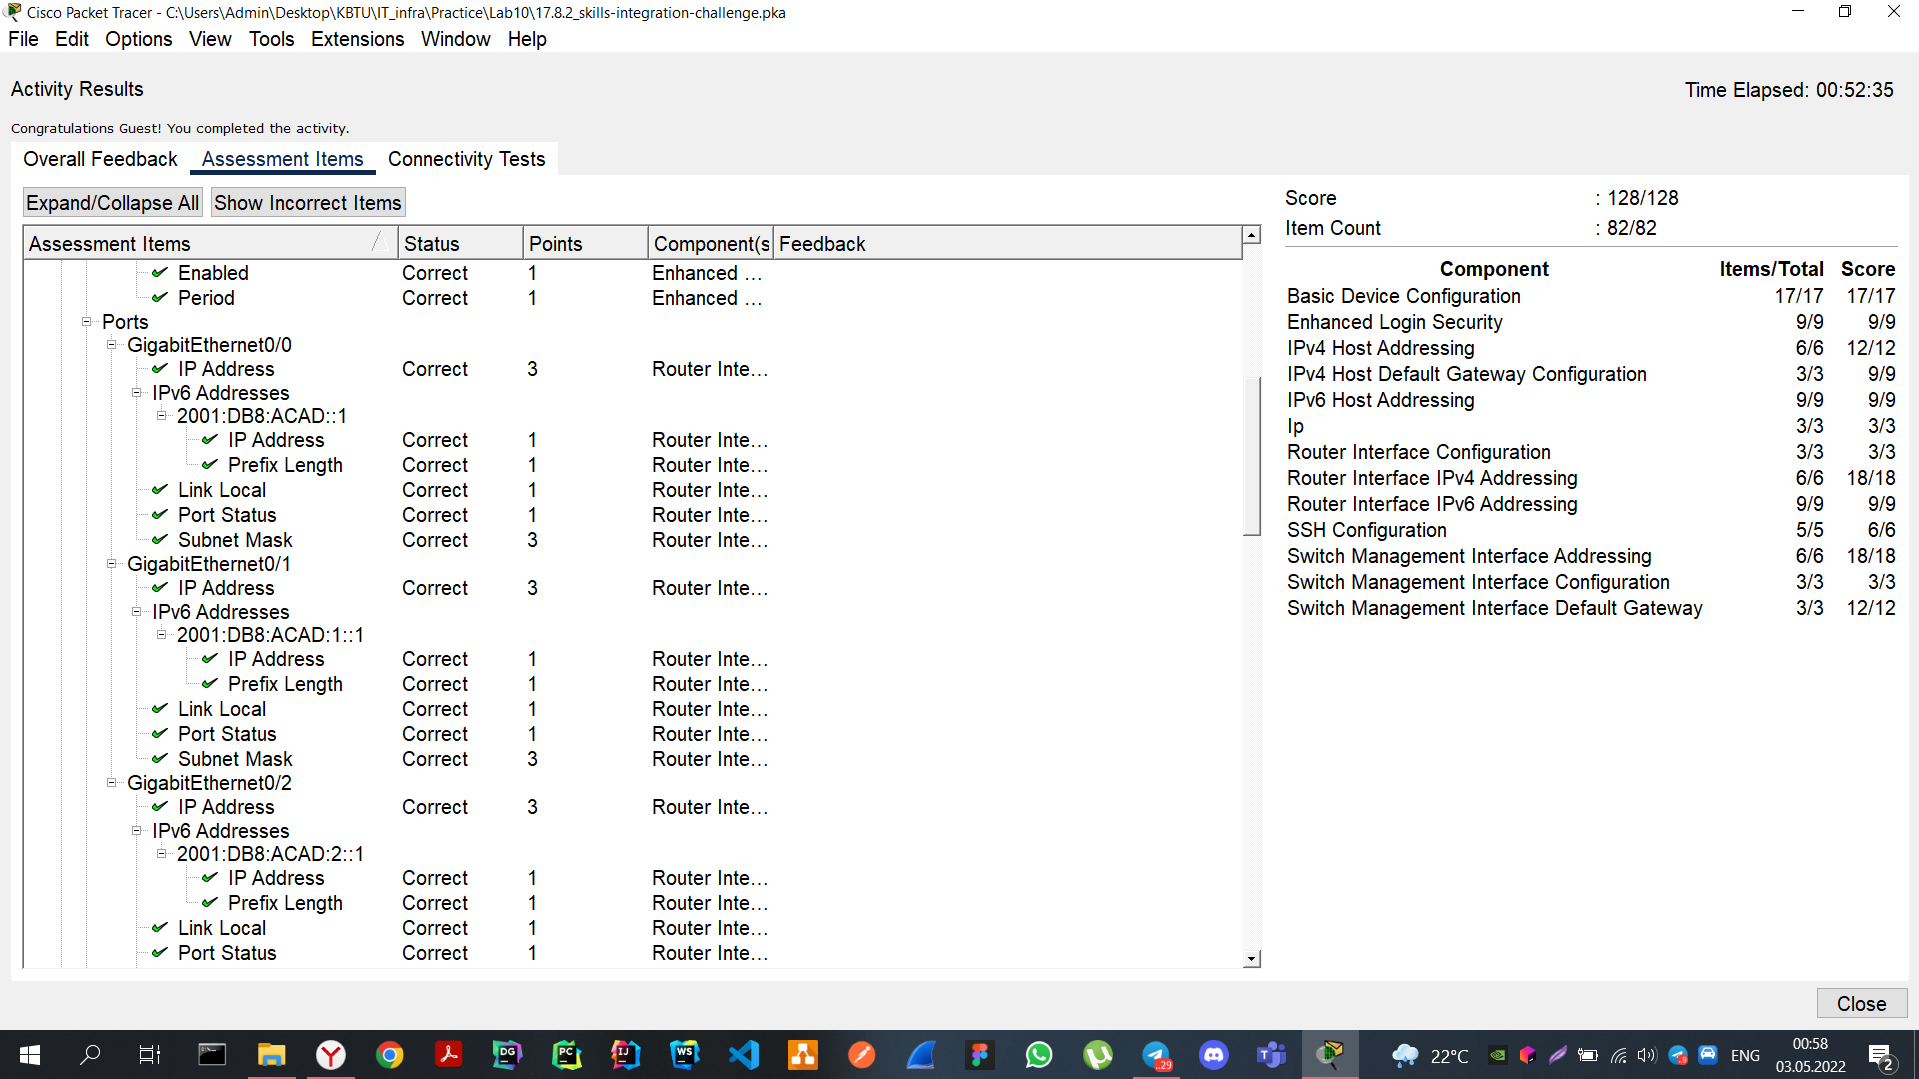 Cisco Packet Tracer - C:\Users\Admin\Desktop\KBTU\IT_infra\Practice\Lab10\17.8.2_skills-integration-challenge.pka
File Edit Options View Tools Extensions Window Help
Activity Results
Time Elapsed: 00:52:35
Congratulations Guest! You completed the activity.
Overall Feedback Assessment Items Connectivity Tests
Expand/Collapse All Show Incorrect Items
Assessment Items Status Points Component(s Feedback
Enabled Correct 1 Enhanced ...
Period Correct 1 Enhanced ...
Ports
GigabitEthernet0/0
IP Address Correct 3 Router Inte...
IPv6 Addresses
2001:DB8:ACAD::1
IP Address Correct 1 Router Inte...
Prefix Length Correct 1 Router Inte...
Link Local Correct 1 Router Inte...
Port Status Correct 1 Router Inte...
Subnet Mask Correct 3 Router Inte...
GigabitEthernet0/1
IP Address Correct 3 Router Inte...
IPv6 Addresses
2001:DB8:ACAD:1::1
IP Address Correct 1 Router Inte...
Prefix Length Correct 1 Router Inte...
Link Local Correct 1 Router Inte...
Port Status Correct 1 Router Inte...
Subnet Mask Correct 3 Router Inte...
GigabitEthernet0/2
IP Address Correct 3 Router Inte...
IPv6 Addresses
2001:DB8:ACAD:2::1
IP Address Correct 1 Router Inte...
Prefix Length Correct 1 Router Inte...
Link Local Correct 1 Router Inte...
Port Status Correct 1 Router Inte...
Score : 128/128
Item Count : 82/82
Component Items/Total Score
Basic Device Configuration 17/17 17/17
Enhanced Login Security 9/9 9/9
IPv4 Host Addressing 6/6 12/12
IPv4 Host Default Gateway Configuration 3/3 9/9
IPv6 Host Addressing 9/9 9/9
Ip 3/3 3/3
Router Interface Configuration 3/3 3/3
Router Interface IPv4 Addressing 6/6 18/18
Router Interface IPv6 Addressing 9/9 9/9
SSH Configuration 5/5 6/6
Switch Management Interface Addressing 6/6 18/18
Switch Management Interface Configuration 3/3 3/3
Switch Management Interface Default Gateway 3/3 12/12
Close
DG PC IJ WS ..29 22°C ENG 00:58
03.05.2022 2